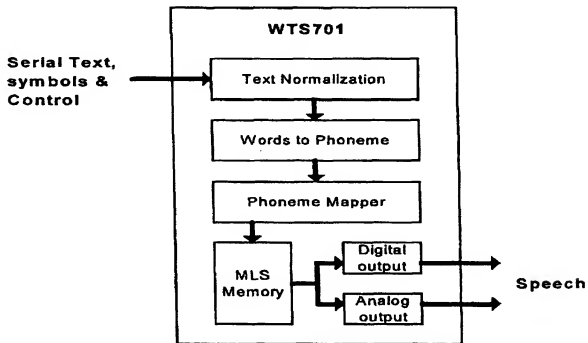 WTS701
Serial Text,
symbols &
Control
Text Normalization
Words to Phoneme
Phoneme Mapper
MLS
Memory
Digital
output
Analog
output
Speech